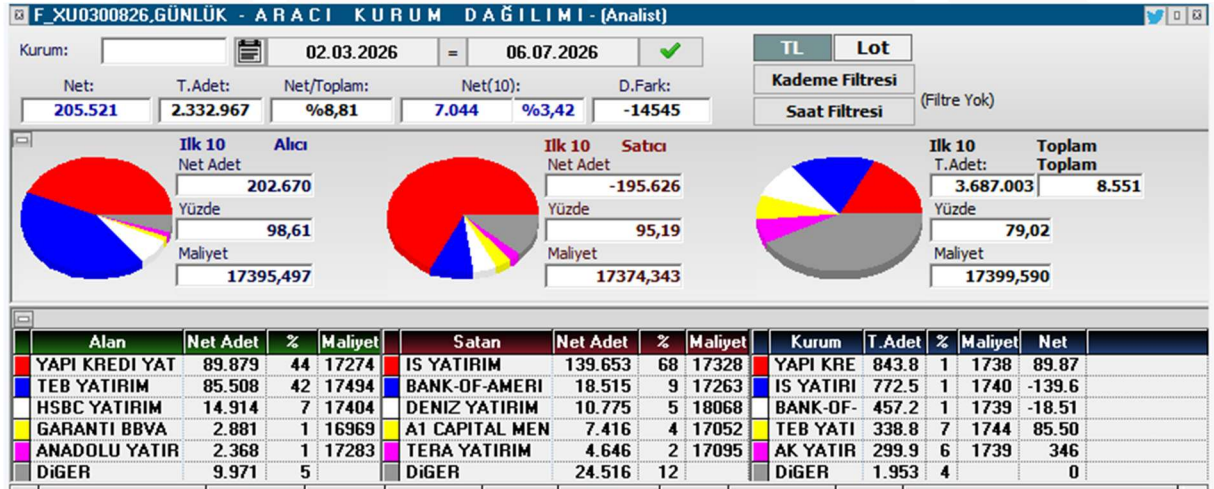 F_XU0300826,GÜNLÜK - ARACI KURUM DAĞILIMI - (Analist)
Kurum: 02.03.2026 = 06.07.2026 TL Lot
Kademe Filtresi
Net: T.Adet: Net/Toplam: Net(10): D.Fark:
205.521 2.332.967 %8,81 7.044 %3,42 -14545
Saat Filtresi (Filtre Yok)
Ilk 10 Alıcı
Net Adet
202.670
Yüzde
98,61
Maliyet
17395,497
Ilk 10 Satıcı
Net Adet
-195.626
Yüzde
95,19
Maliyet
17374,343
Ilk 10 Toplam
T.Adet: Toplam
3.687.003 8.551
Yüzde
79,02
Maliyet
17399,590
Alan Net Adet % Maliyet Satan Net Adet % Maliyet Kurum T.Adet % Maliyet Net
YAPI KREDI YAT 89.879 44 17274 IS YATIRIM 139.653 68 17328 YAPI KRE 843.8 1 1738 89.87
TEB YATIRIM 85.508 42 17494 BANK-OF-AMERI 18.515 9 17263 IS YATIRI 772.5 1 1740 -139.6
HSBC YATIRIM 14.914 7 17404 DENIZ YATIRIM 10.775 5 18068 BANK-OF- 457.2 1 1739 -18.51
GARANTI BBVA 2.881 1 16969 A1 CAPITAL MEN 7.416 4 17052 TEB YATI 338.8 7 1744 85.50
ANADOLU YATIR 2.368 1 17283 TERA YATIRIM 4.646 2 17095 AK YATIR 299.9 6 1739 346
DiĞER 9.971 5 DiĞER 24.516 12 DiĞER 1.953 4 0